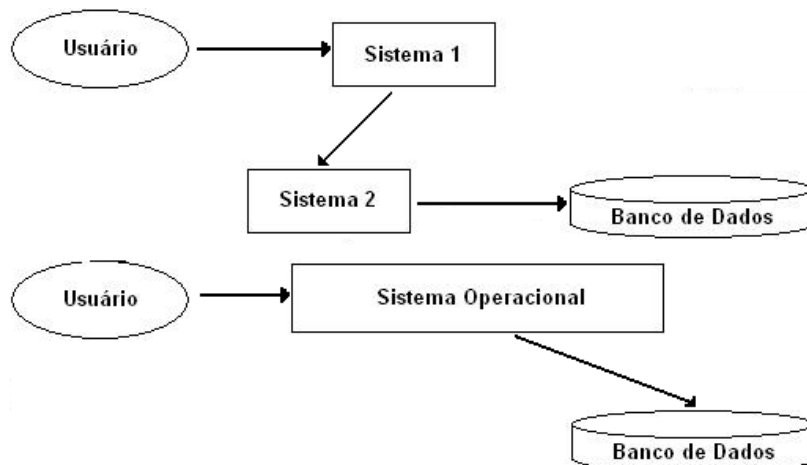 Usuário
Sistema 1
Sistema 2
Banco de Dados
Usuário
Sistema Operacional
Banco de Dados